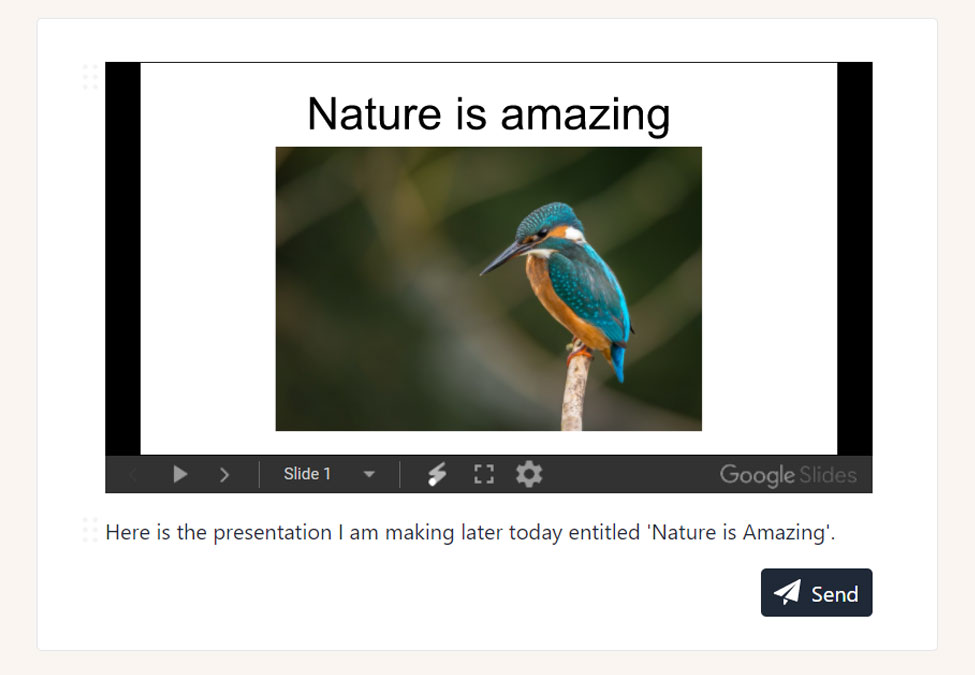 Nature is amazing
Slide 1
Google Slides
Here is the presentation I am making later today entitled 'Nature is Amazing'.
Send